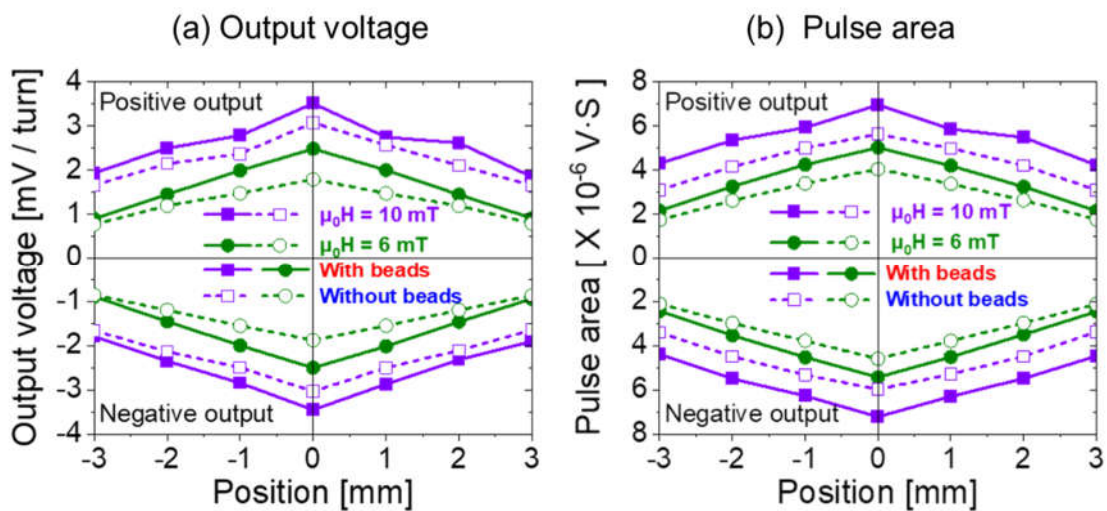 (a) Output voltage
(b) Pulse area
Output voltage [mV / turn]
4
3
2
1
0
-1
-2
-3
-4
Positive output
μ₀H = 10 mT
μ₀H = 6 mT
With beads
Without beads
Negative output
-3 -2 -1 0 1 2 3
Position [mm]
Pulse area [ X 10⁻⁶ V·S ]
8
6
4
2
0
2
4
6
8
Positive output
μ₀H = 10 mT
μ₀H = 6 mT
With beads
Without beads
Negative output
-3 -2 -1 0 1 2 3
Position [mm]